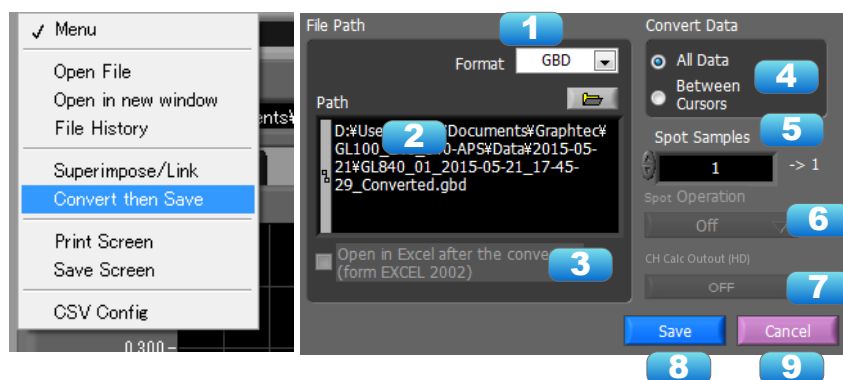 ✓ Menu
Open File
Open in new window
File History
Superimpose/Link
Convert then Save
Print Screen
Save Screen
CSV Config
ents¥
0.300
File Path
1
Format GBD
Path
D:¥Use 2 ¥Documents¥Graphtec¥
GL100_ 0-APS¥Data¥2015-05-
21¥GL840_01_2015-05-21_17-45-
29_Converted.gbd
Open in Excel after the conve 3
(form EXCEL 2002)
Convert Data
All Data
Between
Cursors
4
Spot Samples 5
1 -> 1
Spot Operation
Off 6
CH Calc Outout (HD)
OFF 7
Save Cancel
8 9